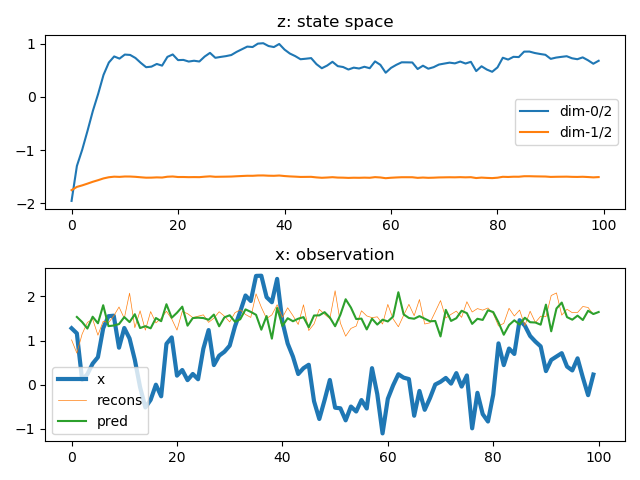 z: state space
1
0
−1
−2
dim-0/2
dim-1/2
0 20 40 60 80 100
x: observation
2
1
0
−1
x
recons
pred
0 20 40 60 80 100